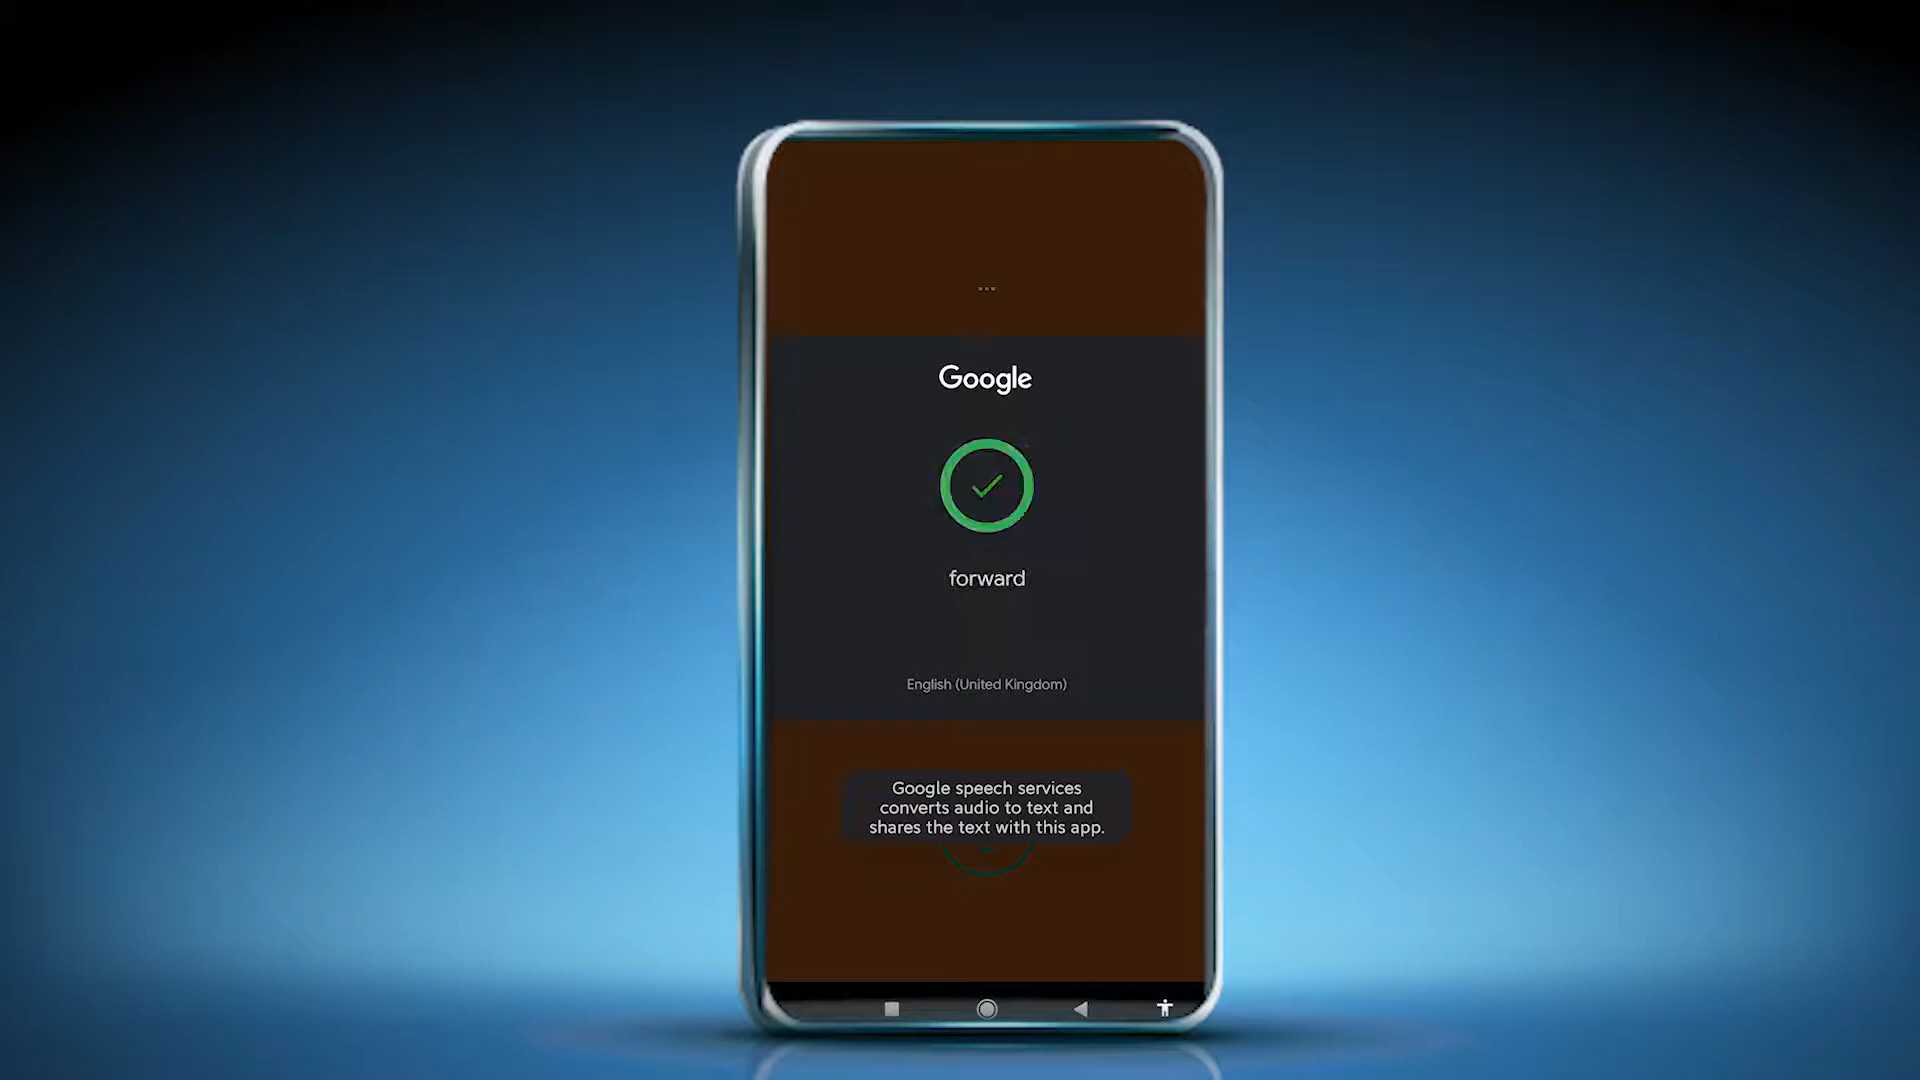 ...
Google
forward
English (United Kingdom)
Google speech services
converts audio to text and
shares the text with this app.